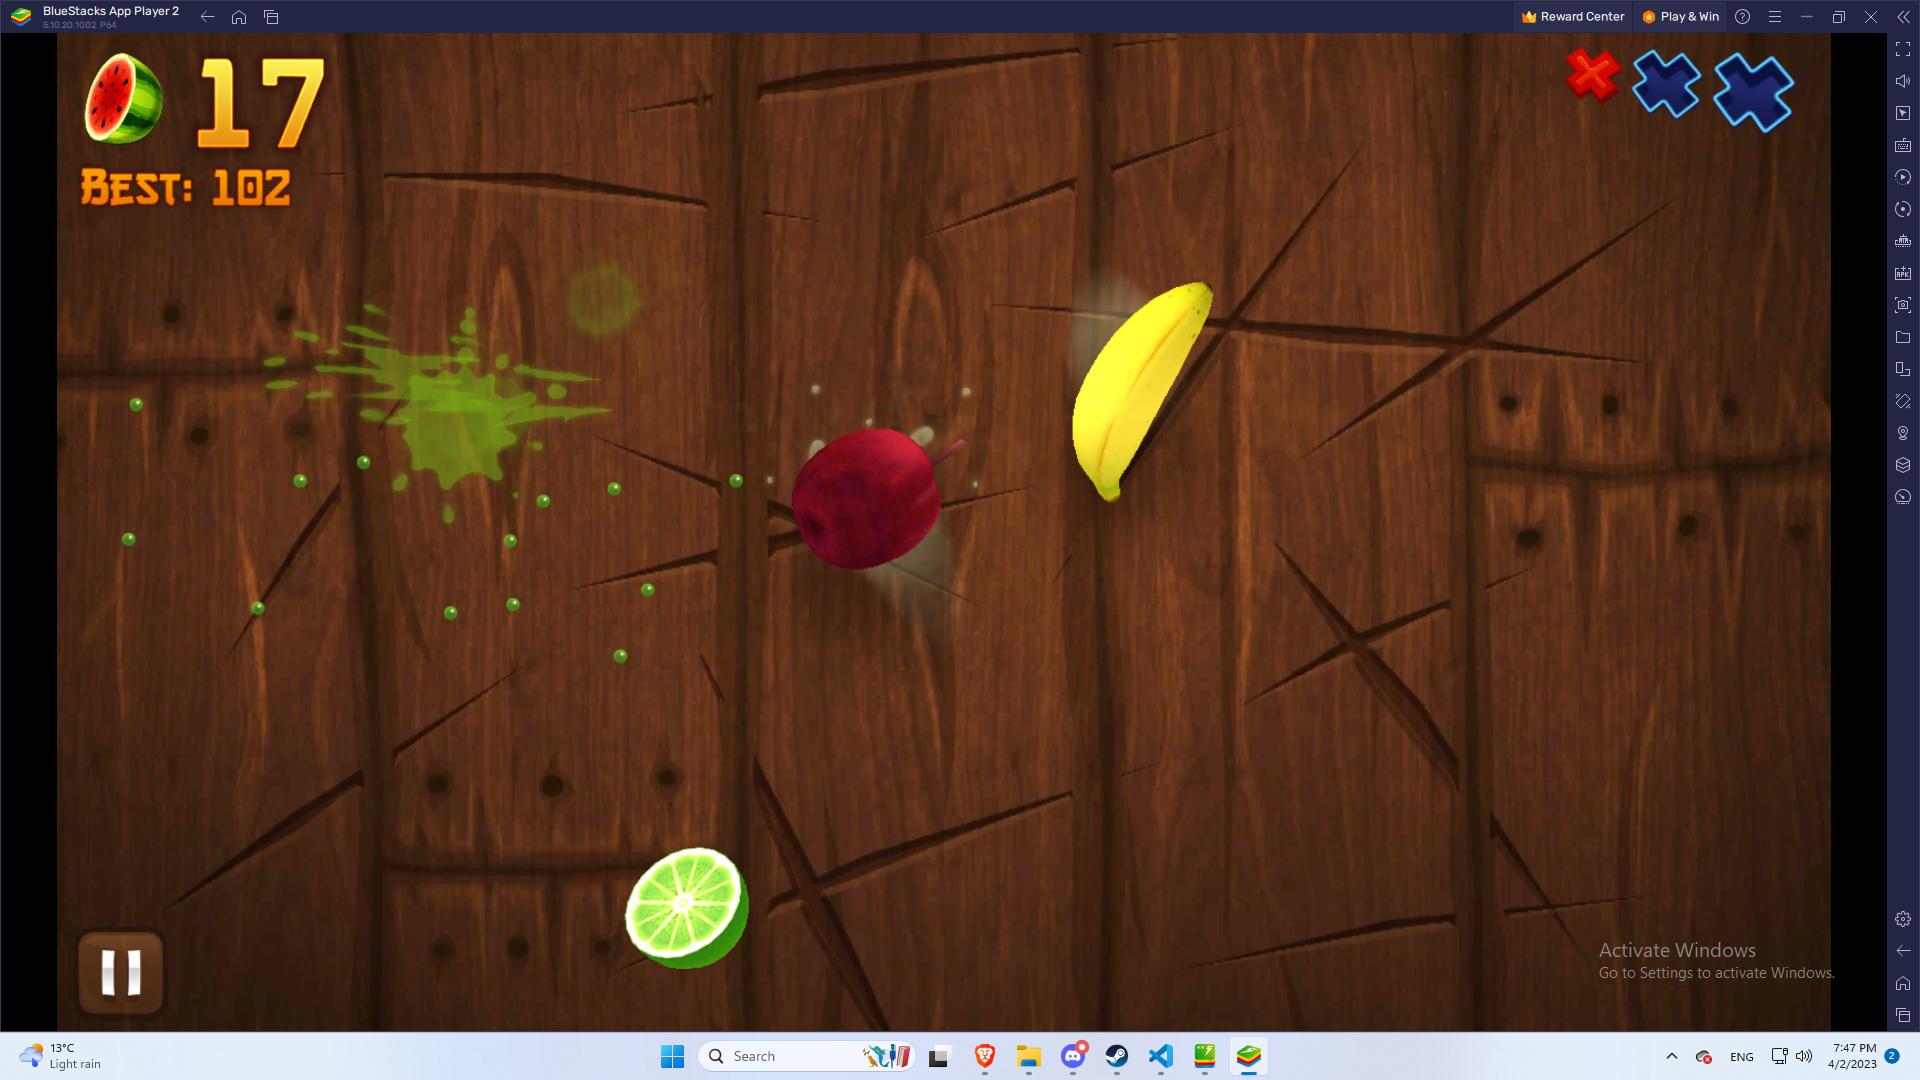 BlueStacks App Player 2
5.10.20.1002 P64
Reward Center
Play & Win
17
BEST: 102
APK
Activate Windows
Go to Settings to activate Windows.
13°C
Light rain
Search
ENG
7:47 PM
4/2/2023
2